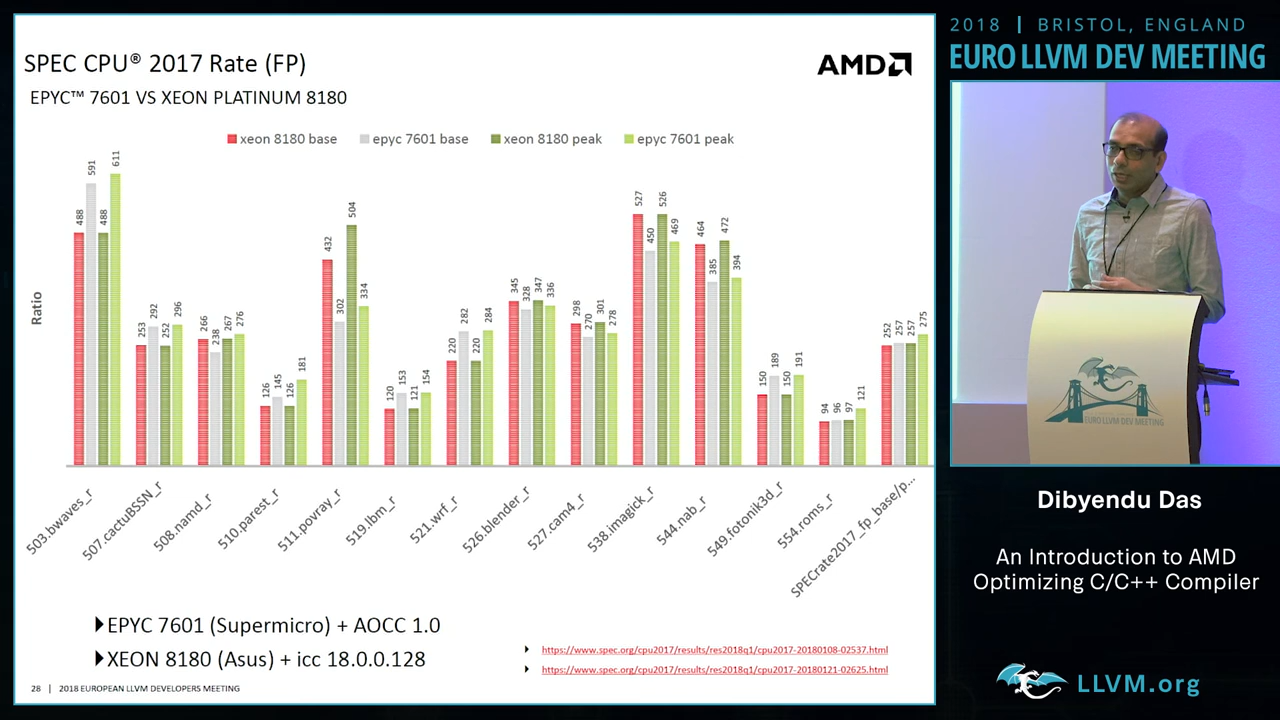 SPEC CPU® 2017 Rate (FP)
AMD
EPYC™ 7601 VS XEON PLATINUM 8180
xeon 8180 base
epyc 7601 base
xeon 8180 peak
epyc 7601 peak
Ratio
488 591 488 611
253 292 252 296
266 238 267 276
126 145 126 181
432 302 504 334
120 153 121 154
220 282 220 284
345 328 347 336
298 270 301 278
527 450 526 469
464 385 472 394
150 189 150 191
94 96 97 121
252 257 257 275
503.bwaves_r
507.cactuBSSN_r
508.namd_r
510.parest_r
511.povray_r
519.lbm_r
521.wrf_r
526.blender_r
527.cam4_r
538.imagick_r
544.nab_r
549.fotonik3d_r
554.roms_r
SPECrate2017_fp_base/p...
EPYC 7601 (Supermicro) + AOCC 1.0
XEON 8180 (Asus) + icc 18.0.0.128
https://www.spec.org/cpu2017/results/res2018q1/cpu2017-20180108-02537.html
https://www.spec.org/cpu2017/results/res2018q1/cpu2017-20180121-02625.html
28 | 2018 EUROPEAN LLVM DEVELOPERS MEETING
2018 | BRISTOL, ENGLAND
EURO LLVM DEV MEETING
EURO LLVM DEV MEETING
Dibyendu Das
An Introduction to AMD
Optimizing C/C++ Compiler
LLVM.org